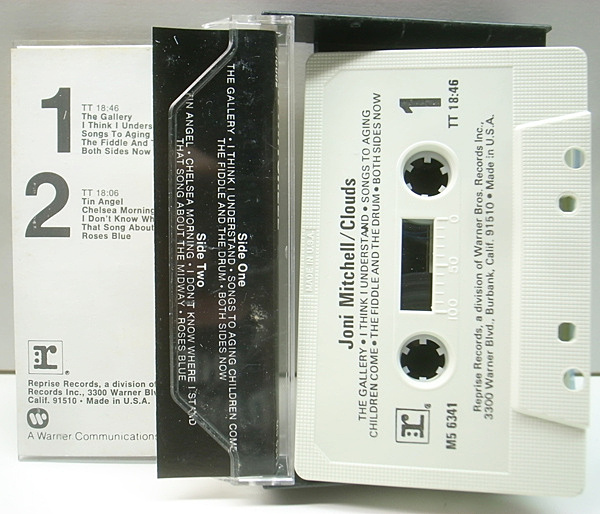 1
TT 18:46
The Gallery
I Think I Unders
Songs To Aging
The Fiddle And T
Both Sides Now
2
TT 18:06
Tin Angel
Chelsea Morning
I Don't Know Wh
That Song About
Roses Blue
r
Reprise Records, a division of
Records Inc., 3300 Warner Blv
Calif. 91510 • Made in U.S.A.
A Warner Communications
Side One
THE GALLERY • I THINK I UNDERSTAND • SONGS TO AGING CHILDREN COME
THE FIDDLE AND THE DRUM • BOTH SIDES NOW
Side Two
TIN ANGEL • CHELSEA MORNING • I DON'T KNOW WHERE I STAND
THAT SONG ABOUT THE MIDWAY • ROSES BLUE
Joni Mitchell/Clouds
THE GALLERY • I THINK I UNDERSTAND • SONGS TO AGING
CHILDREN COME • THE FIDDLE AND THE DRUM • BOTH SIDES NOW
1
TT 18:46
0
50
100
r®
M5 6341
Reprise Records, a division of Warner Bros. Records Inc.,
3300 Warner Blvd., Burbank, Calif. 91510 • Made in U.S.A.